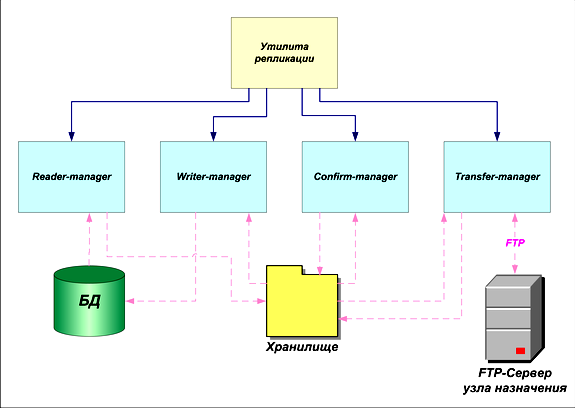 Утилита
репликации
Reader-manager
Writer-manager
Confirm-manager
Transfer-manager
FTP
БД
Хранилище
FTP-Сервер
узла назначения